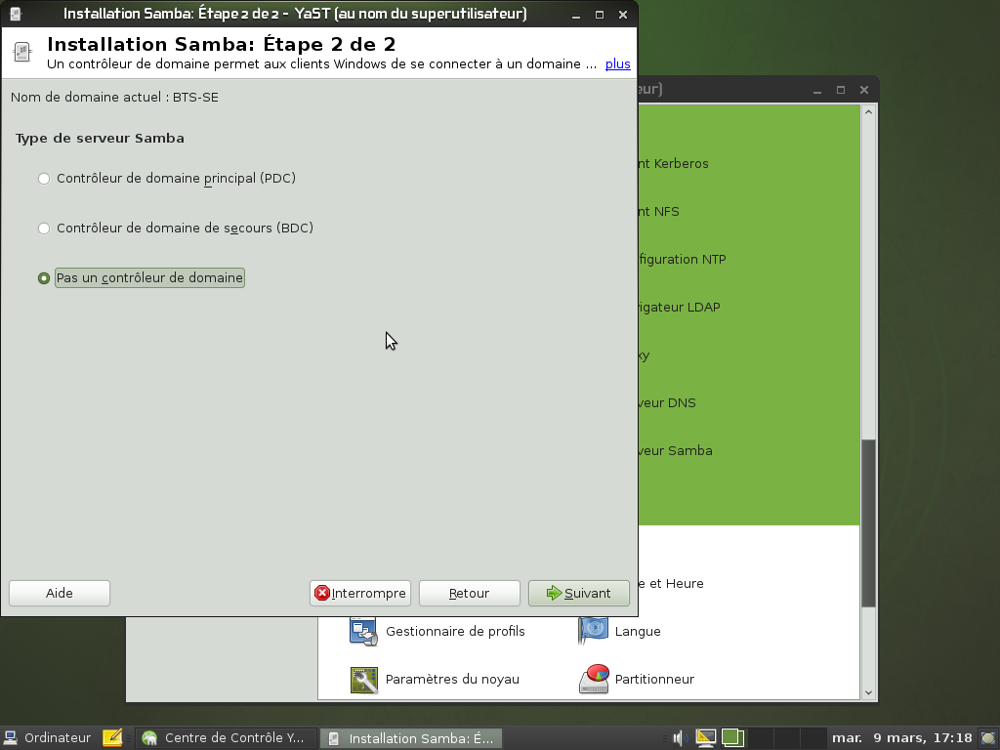 Installation Samba: Étape 2 de 2 - YaST (au nom du superutilisateur)
Installation Samba: Étape 2 de 2
Un contrôleur de domaine permet aux clients Windows de se connecter à un domaine ... plus
Nom de domaine actuel : BTS-SE
Type de serveur Samba
Contrôleur de domaine principal (PDC)
Contrôleur de domaine de secours (BDC)
Pas un contrôleur de domaine
Aide
Interrompre
Retour
Suivant
eur)
nt Kerberos
nt NFS
figuration NTP
vigateur LDAP
xy
veur DNS
veur Samba
e et Heure
Gestionnaire de profils
Langue
Paramètres du noyau
Partitionneur
Ordinateur
Centre de Contrôle Y...
Installation Samba: É...
mar. 9 mars, 17:18